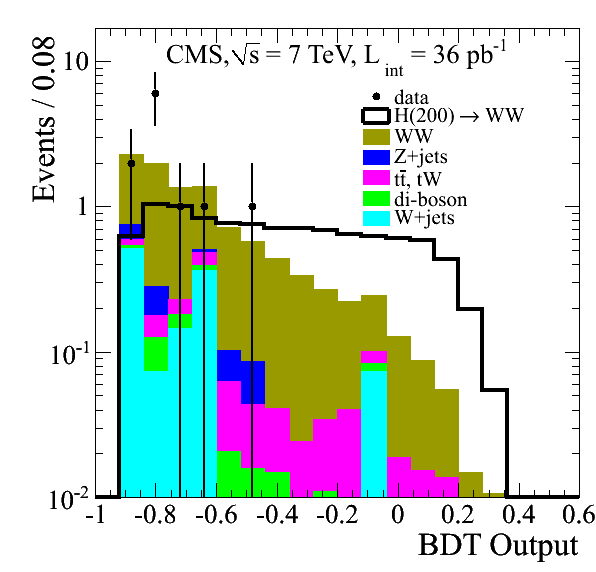 CMS, √s = 7 TeV, L int = 36 pb⁻¹
Events / 0.08
10
1
10⁻¹
10⁻²
data
H(200) → WW
WW
Z+jets
tt̄, tW
di-boson
W+jets
-1 -0.8 -0.6 -0.4 -0.2 0 0.2 0.4 0.6
BDT Output